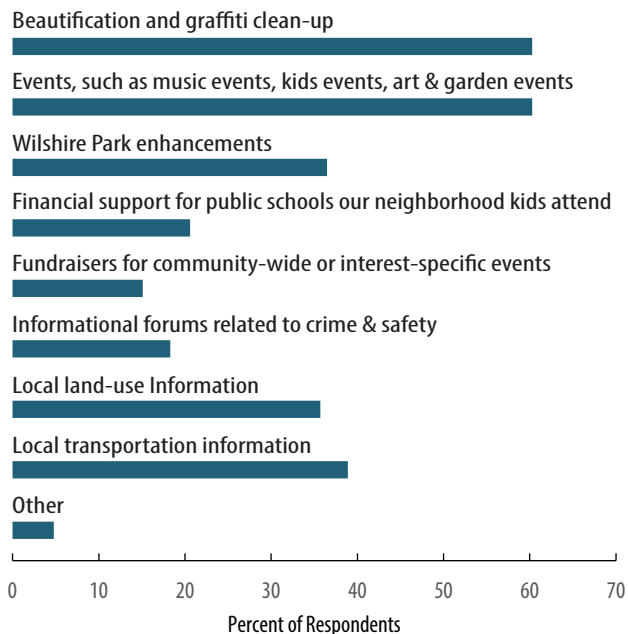 Beautification and graffiti clean-up
Events, such as music events, kids events, art & garden events
Wilshire Park enhancements
Financial support for public schools our neighborhood kids attend
Fundraisers for community-wide or interest-specific events
Informational forums related to crime & safety
Local land-use Information
Local transportation information
Other
0 10 20 30 40 50 60 70
Percent of Respondents